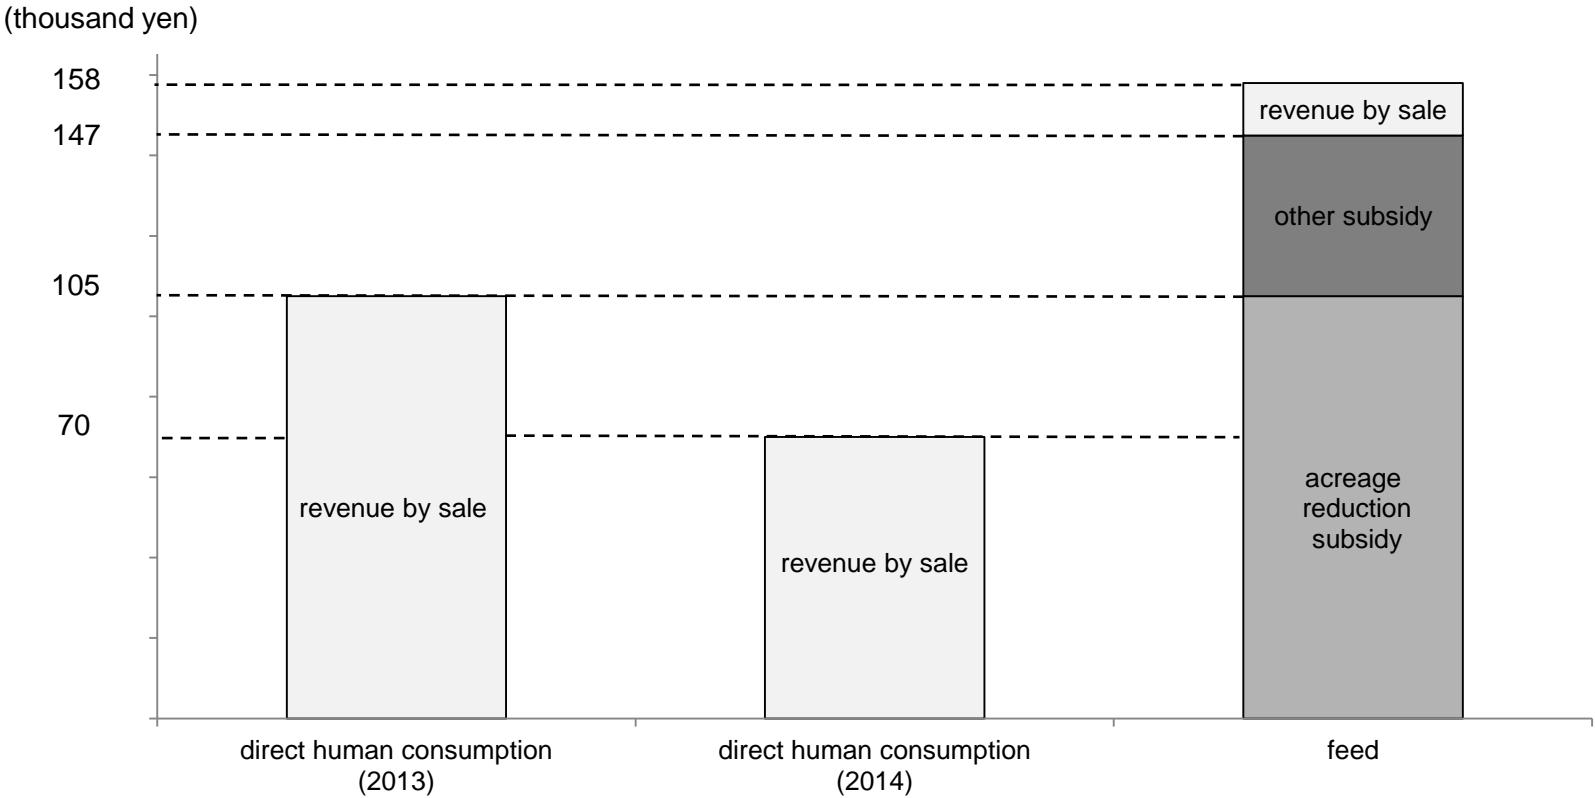 (thousand yen)
158
revenue by sale
147
other subsidy
105
70
acreage
reduction
subsidy
revenue by sale
revenue by sale
direct human consumption
(2013)
direct human consumption
(2014)
feed